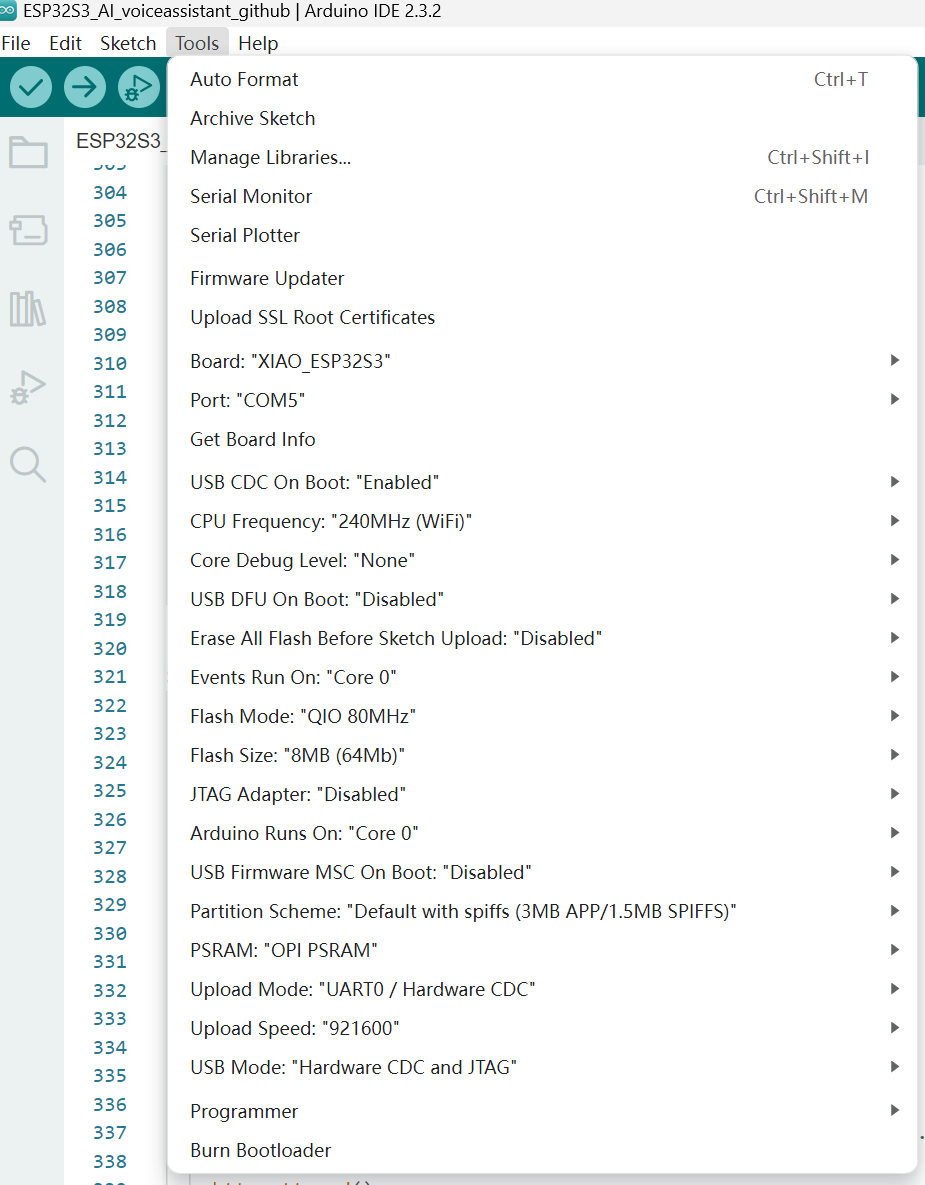 ESP32S3_AI_voiceassistant_github | Arduino IDE 2.3.2
File Edit Sketch Tools Help
ESP32S3_
Auto Format Ctrl+T
Archive Sketch
Manage Libraries... Ctrl+Shift+I
Serial Monitor Ctrl+Shift+M
Serial Plotter
Firmware Updater
Upload SSL Root Certificates
Board: "XIAO_ESP32S3"
Port: "COM5"
Get Board Info
USB CDC On Boot: "Enabled"
CPU Frequency: "240MHz (WiFi)"
Core Debug Level: "None"
USB DFU On Boot: "Disabled"
Erase All Flash Before Sketch Upload: "Disabled"
Events Run On: "Core 0"
Flash Mode: "QIO 80MHz"
Flash Size: "8MB (64Mb)"
JTAG Adapter: "Disabled"
Arduino Runs On: "Core 0"
USB Firmware MSC On Boot: "Disabled"
Partition Scheme: "Default with spiffs (3MB APP/1.5MB SPIFFS)"
PSRAM: "OPI PSRAM"
Upload Mode: "UART0 / Hardware CDC"
Upload Speed: "921600"
USB Mode: "Hardware CDC and JTAG"
Programmer
Burn Bootloader
304
305
306
307
308
309
310
311
312
313
314
315
316
317
318
319
320
321
322
323
324
325
326
327
328
329
330
331
332
333
334
335
336
337
338